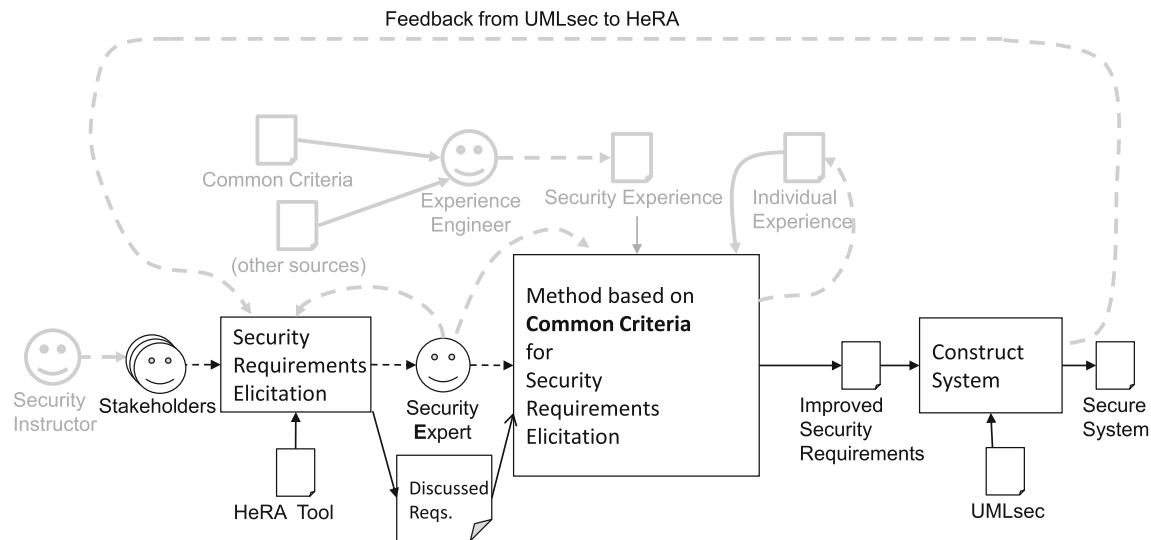 Feedback from UMLsec to HeRA
Common Criteria
(other sources)
Experience
Engineer
Security Experience
Individual
Experience
Security
Instructor
Stakeholders
Security
Requirements
Elicitation
HeRA Tool
Security
Expert
Discussed
Reqs.
Method based on
Common Criteria
for
Security
Requirements
Elicitation
Improved
Security
Requirements
Construct
System
UMLsec
Secure
System